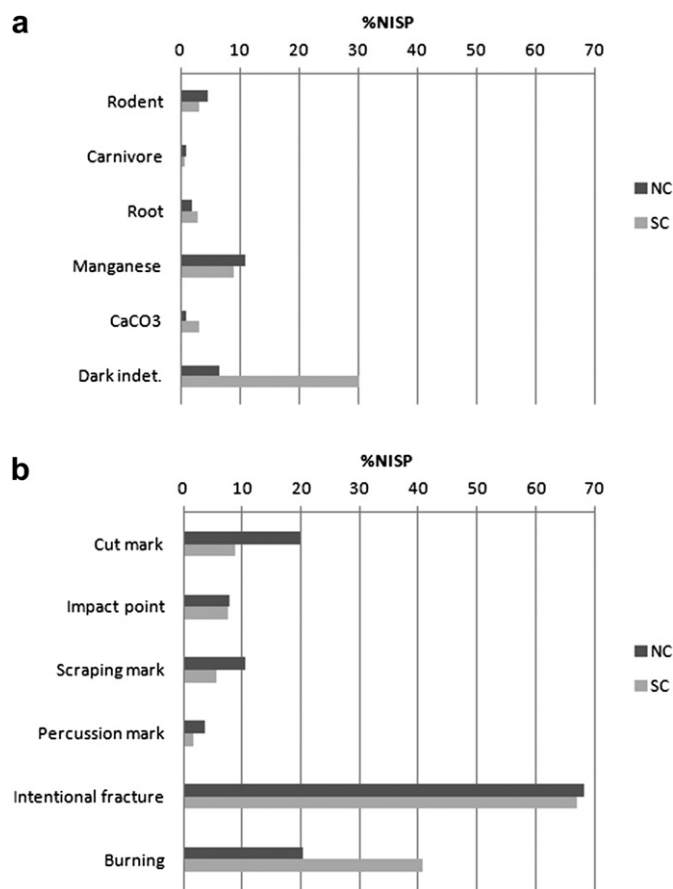 a
%NISP
0 10 20 30 40 50 60 70
Rodent
Carnivore
Root
Manganese
CaCO3
Dark indet.
NC
SC
b
%NISP
0 10 20 30 40 50 60 70
Cut mark
Impact point
Scraping mark
Percussion mark
Intentional fracture
Burning
NC
SC